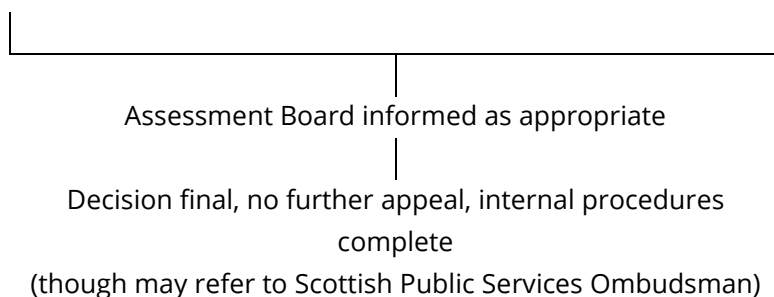 Assessment Board informed as appropriate
Decision final, no further appeal, internal procedures
complete
(though may refer to Scottish Public Services Ombudsman)